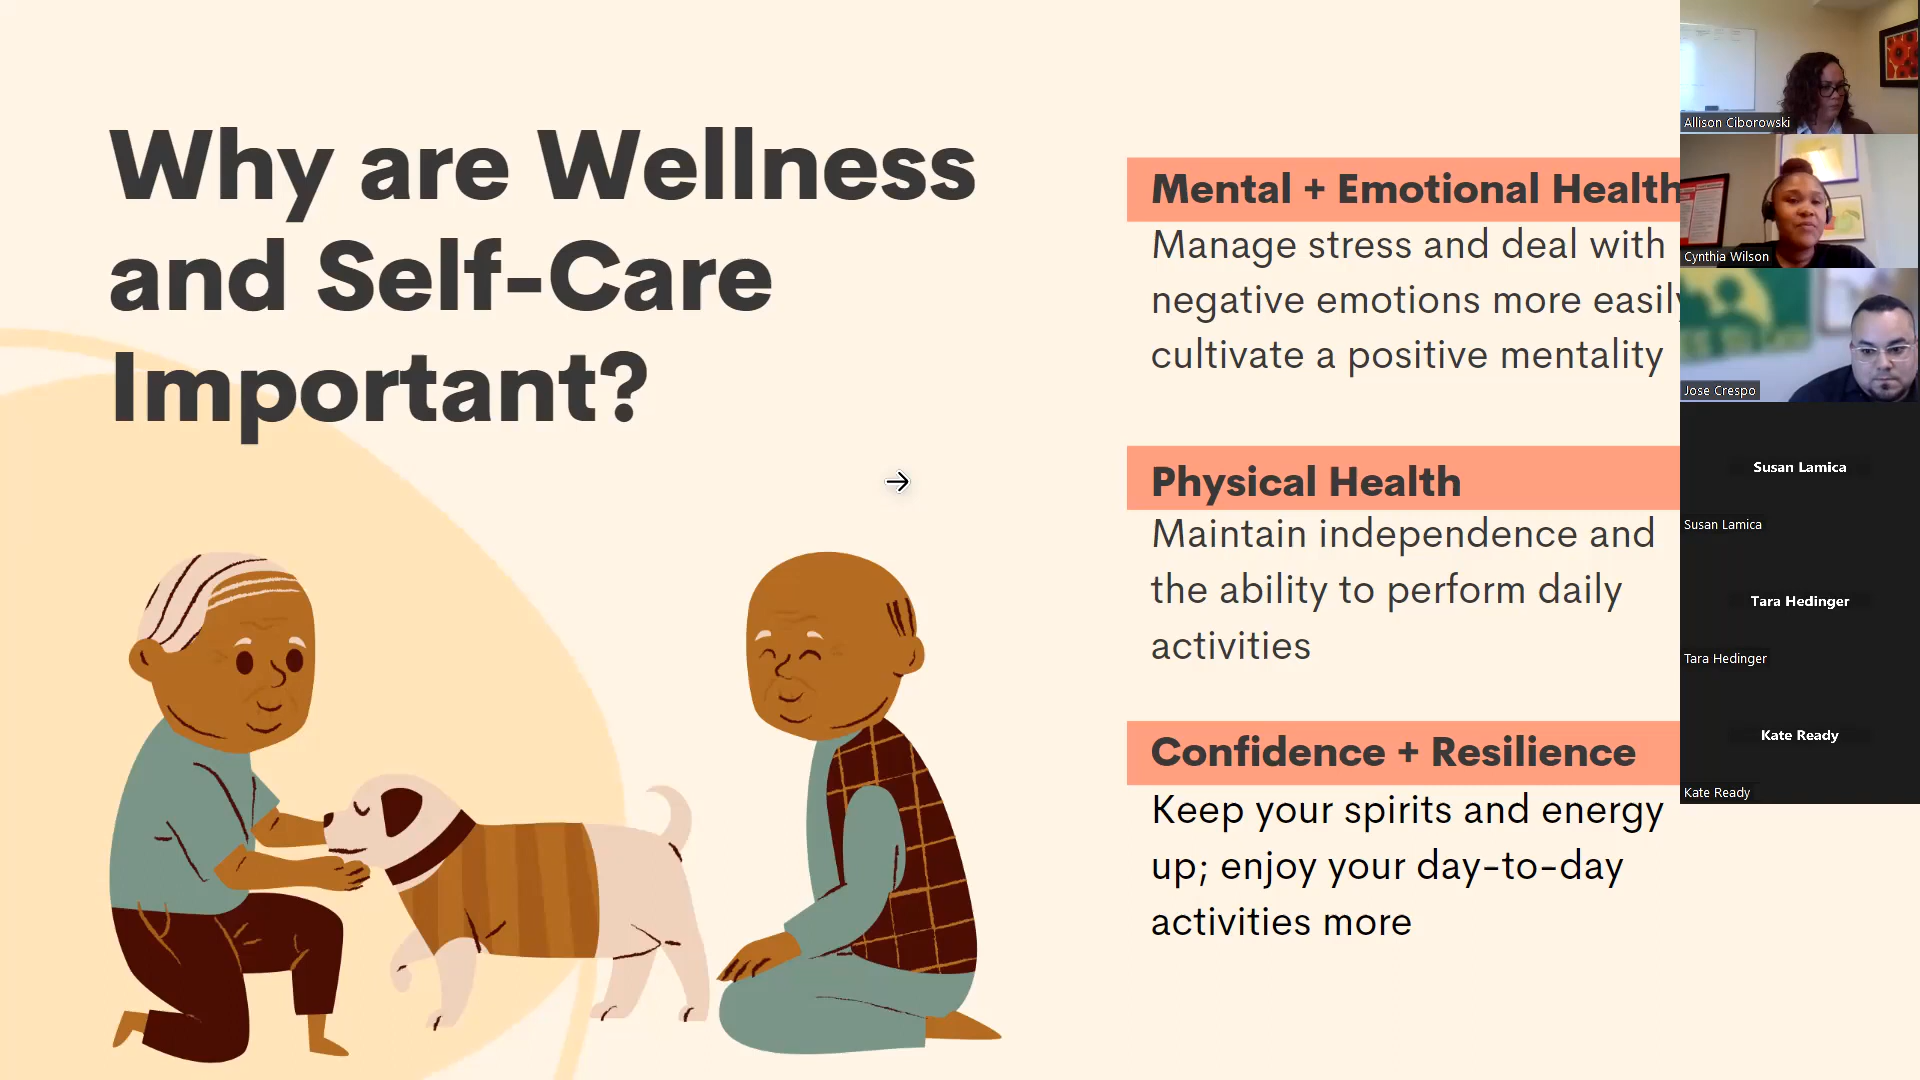 Why are Wellness
and Self-Care
Important?
Mental + Emotional Health
Manage stress and deal with
negative emotions more easily
cultivate a positive mentality
Physical Health
Maintain independence and
the ability to perform daily
activities
Confidence + Resilience
Keep your spirits and energy
up; enjoy your day-to-day
activities more
Allison Ciborowski
Cynthia Wilson
Jose Crespo
Susan Lamica
Susan Lamica
Tara Hedinger
Tara Hedinger
Kate Ready
Kate Ready